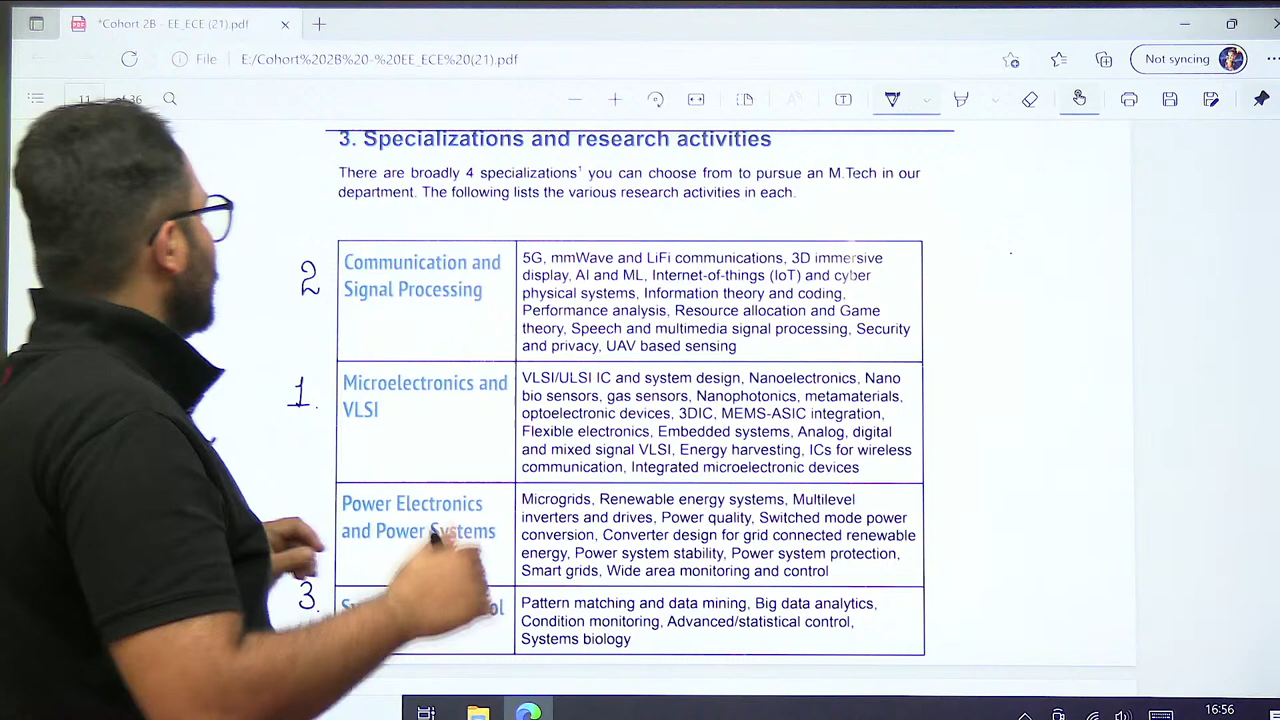 *Cohort 2B - EE_ECE (21).pdf
File E:/Cohort%202B%20-%20EE_ECE%20(21).pdf
Not syncing
11 of 36
3. Specializations and research activities
There are broadly 4 specializations¹ you can choose from to pursue an M.Tech in our
department. The following lists the various research activities in each.
2
Communication and
Signal Processing
5G, mmWave and LiFi communications, 3D immersive
display, AI and ML, Internet-of-things (IoT) and cyber
physical systems, Information theory and coding,
Performance analysis, Resource allocation and Game
theory, Speech and multimedia signal processing, Security
and privacy, UAV based sensing
1.
Microelectronics and
VLSI
VLSI/ULSI IC and system design, Nanoelectronics, Nano
bio sensors, gas sensors, Nanophotonics, metamaterials,
optoelectronic devices, 3DIC, MEMS-ASIC integration,
Flexible electronics, Embedded systems, Analog, digital
and mixed signal VLSI, Energy harvesting, ICs for wireless
communication, Integrated microelectronic devices
Power Electronics
and Power Systems
Microgrids, Renewable energy systems, Multilevel
inverters and drives, Power quality, Switched mode power
conversion, Converter design for grid connected renewable
energy, Power system stability, Power system protection,
Smart grids, Wide area monitoring and control
3.
Pattern matching and data mining, Big data analytics,
Condition monitoring, Advanced/statistical control,
Systems biology
16:56